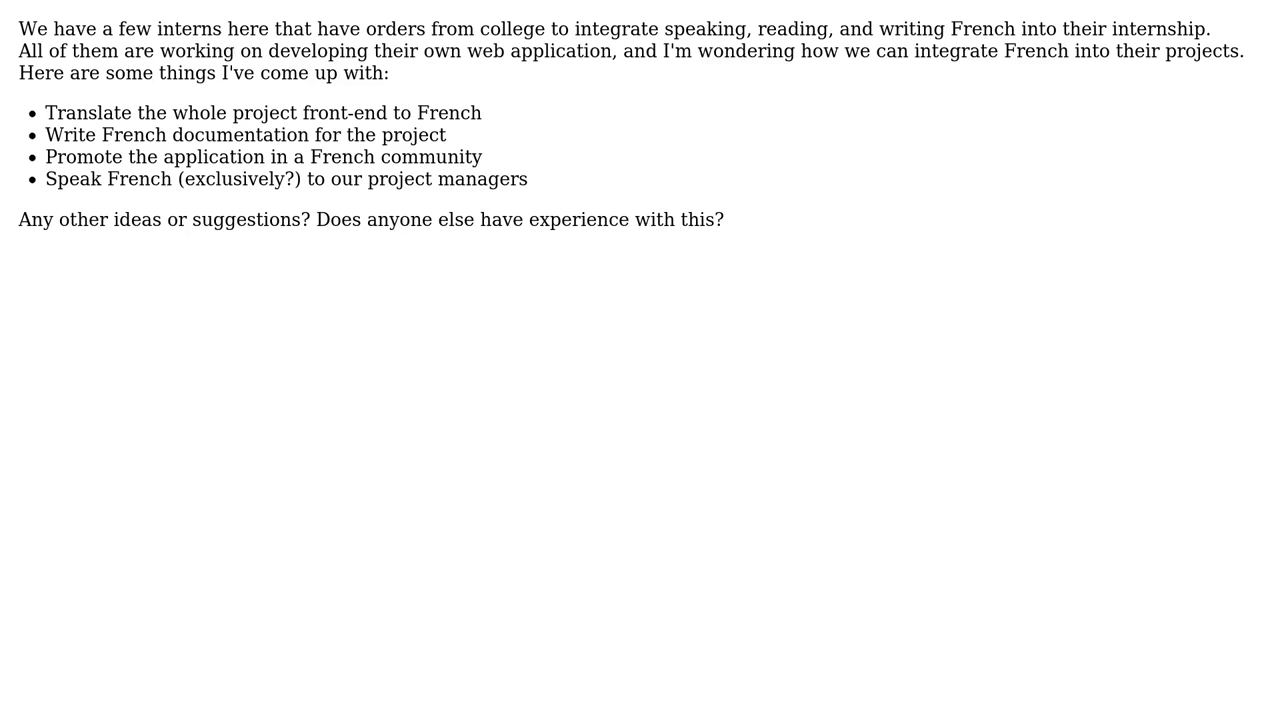 We have a few interns here that have orders from college to integrate speaking, reading, and writing French into their internship.
All of them are working on developing their own web application, and I'm wondering how we can integrate French into their projects.
Here are some things I've come up with:
• Translate the whole project front-end to French
• Write French documentation for the project
• Promote the application in a French community
• Speak French (exclusively?) to our project managers
Any other ideas or suggestions? Does anyone else have experience with this?